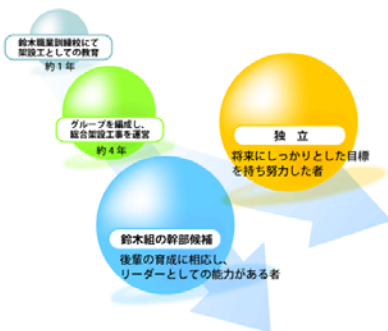 鈴木職業訓練校にて
架設工としての教育
約1年
グループを編成し、
総合架設工事を運営
約4年
独 立
将来にしっかりとした目標
を持ち努力した者
鈴木組の幹部候補
後輩の育成に相応し、
リーダーとしての能力がある者